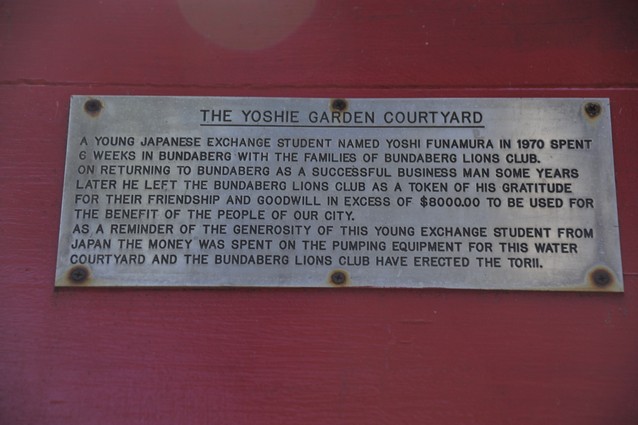 THE YOSHIE GARDEN COURTYARD
A YOUNG JAPANESE EXCHANGE STUDENT NAMED YOSHI FUNAMURA IN 1970 SPENT
6 WEEKS IN BUNDABERG WITH THE FAMILIES OF BUNDABERG LIONS CLUB.
ON RETURNING TO BUNDABERG AS A SUCCESSFUL BUSINESS MAN SOME YEARS
LATER HE LEFT THE BUNDABERG LIONS CLUB AS A TOKEN OF HIS GRATITUDE
FOR THEIR FRIENDSHIP AND GOODWILL IN EXCESS OF $8000.00 TO BE USED FOR
THE BENEFIT OF THE PEOPLE OF OUR CITY.
AS A REMINDER OF THE GENEROSITY OF THIS YOUNG EXCHANGE STUDENT FROM
JAPAN THE MONEY WAS SPENT ON THE PUMPING EQUIPMENT FOR THIS WATER
COURTYARD AND THE BUNDABERG LIONS CLUB HAVE ERECTED THE TORII.